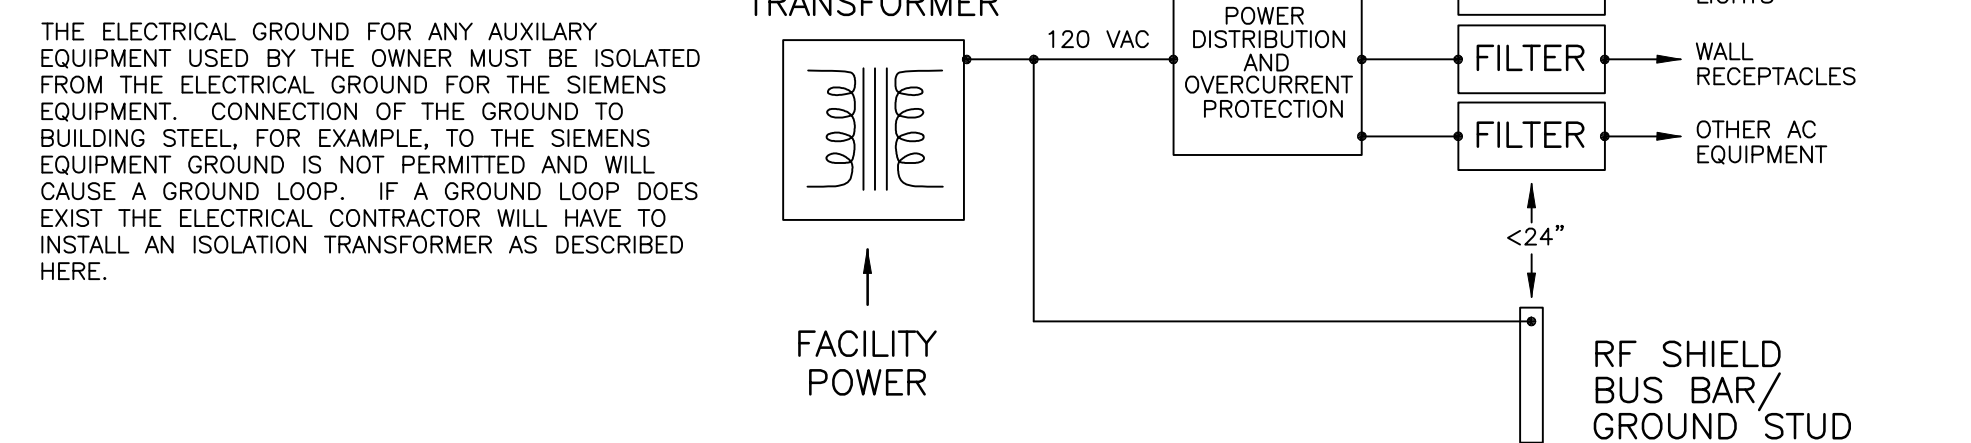 THE ELECTRICAL GROUND FOR ANY AUXILARY
EQUIPMENT USED BY THE OWNER MUST BE ISOLATED
FROM THE ELECTRICAL GROUND FOR THE SIEMENS
EQUIPMENT. CONNECTION OF THE GROUND TO
BUILDING STEEL, FOR EXAMPLE, TO THE SIEMENS
EQUIPMENT GROUND IS NOT PERMITTED AND WILL
CAUSE A GROUND LOOP. IF A GROUND LOOP DOES
EXIST THE ELECTRICAL CONTRACTOR WILL HAVE TO
INSTALL AN ISOLATION TRANSFORMER AS DESCRIBED
HERE.
TRANSFORMER
FACILITY
POWER
120 VAC
POWER
DISTRIBUTION
AND
OVERCURRENT
PROTECTION
LIGHTS
FILTER
WALL
RECEPTACLES
FILTER
OTHER AC
EQUIPMENT
<24”
RF SHIELD
BUS BAR/
GROUND STUD